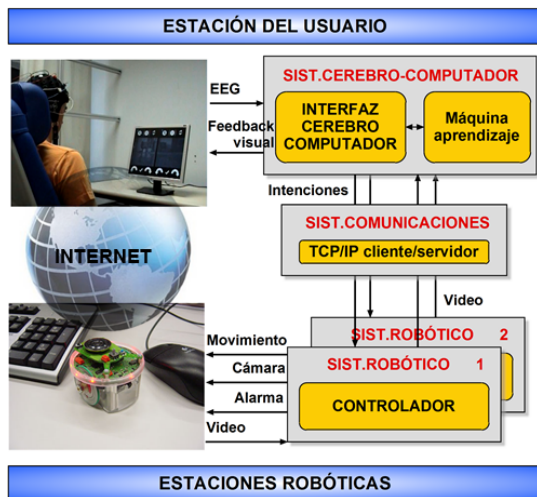 ESTACIÓN DEL USUARIO
SIST.CEREBRO-COMPUTADOR
EEG
INTERFAZ
CEREBRO
COMPUTADOR
Máquina
aprendizaje
Feedback
visual
Intenciones
SIST.COMUNICACIONES
TCP/IP cliente/servidor
INTERNET
Video
SIST.ROBÓTICO 2
Movimiento
SIST.ROBÓTICO 1
Cámara
Alarma
CONTROLADOR
Video
ESTACIONES ROBÓTICAS